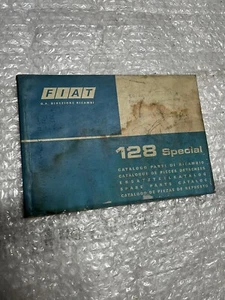 FIAT
S.A. DIVISIONE RICAMBI
128 Special
CATALOGO PARTI DI RICAMBIO
CATALOGUE DE PIECES DETACHEES
ERSATZTEILKATALOG
SPARE PARTS CATALOG
CATALOGO DE PIEZAS DE REPUESTO